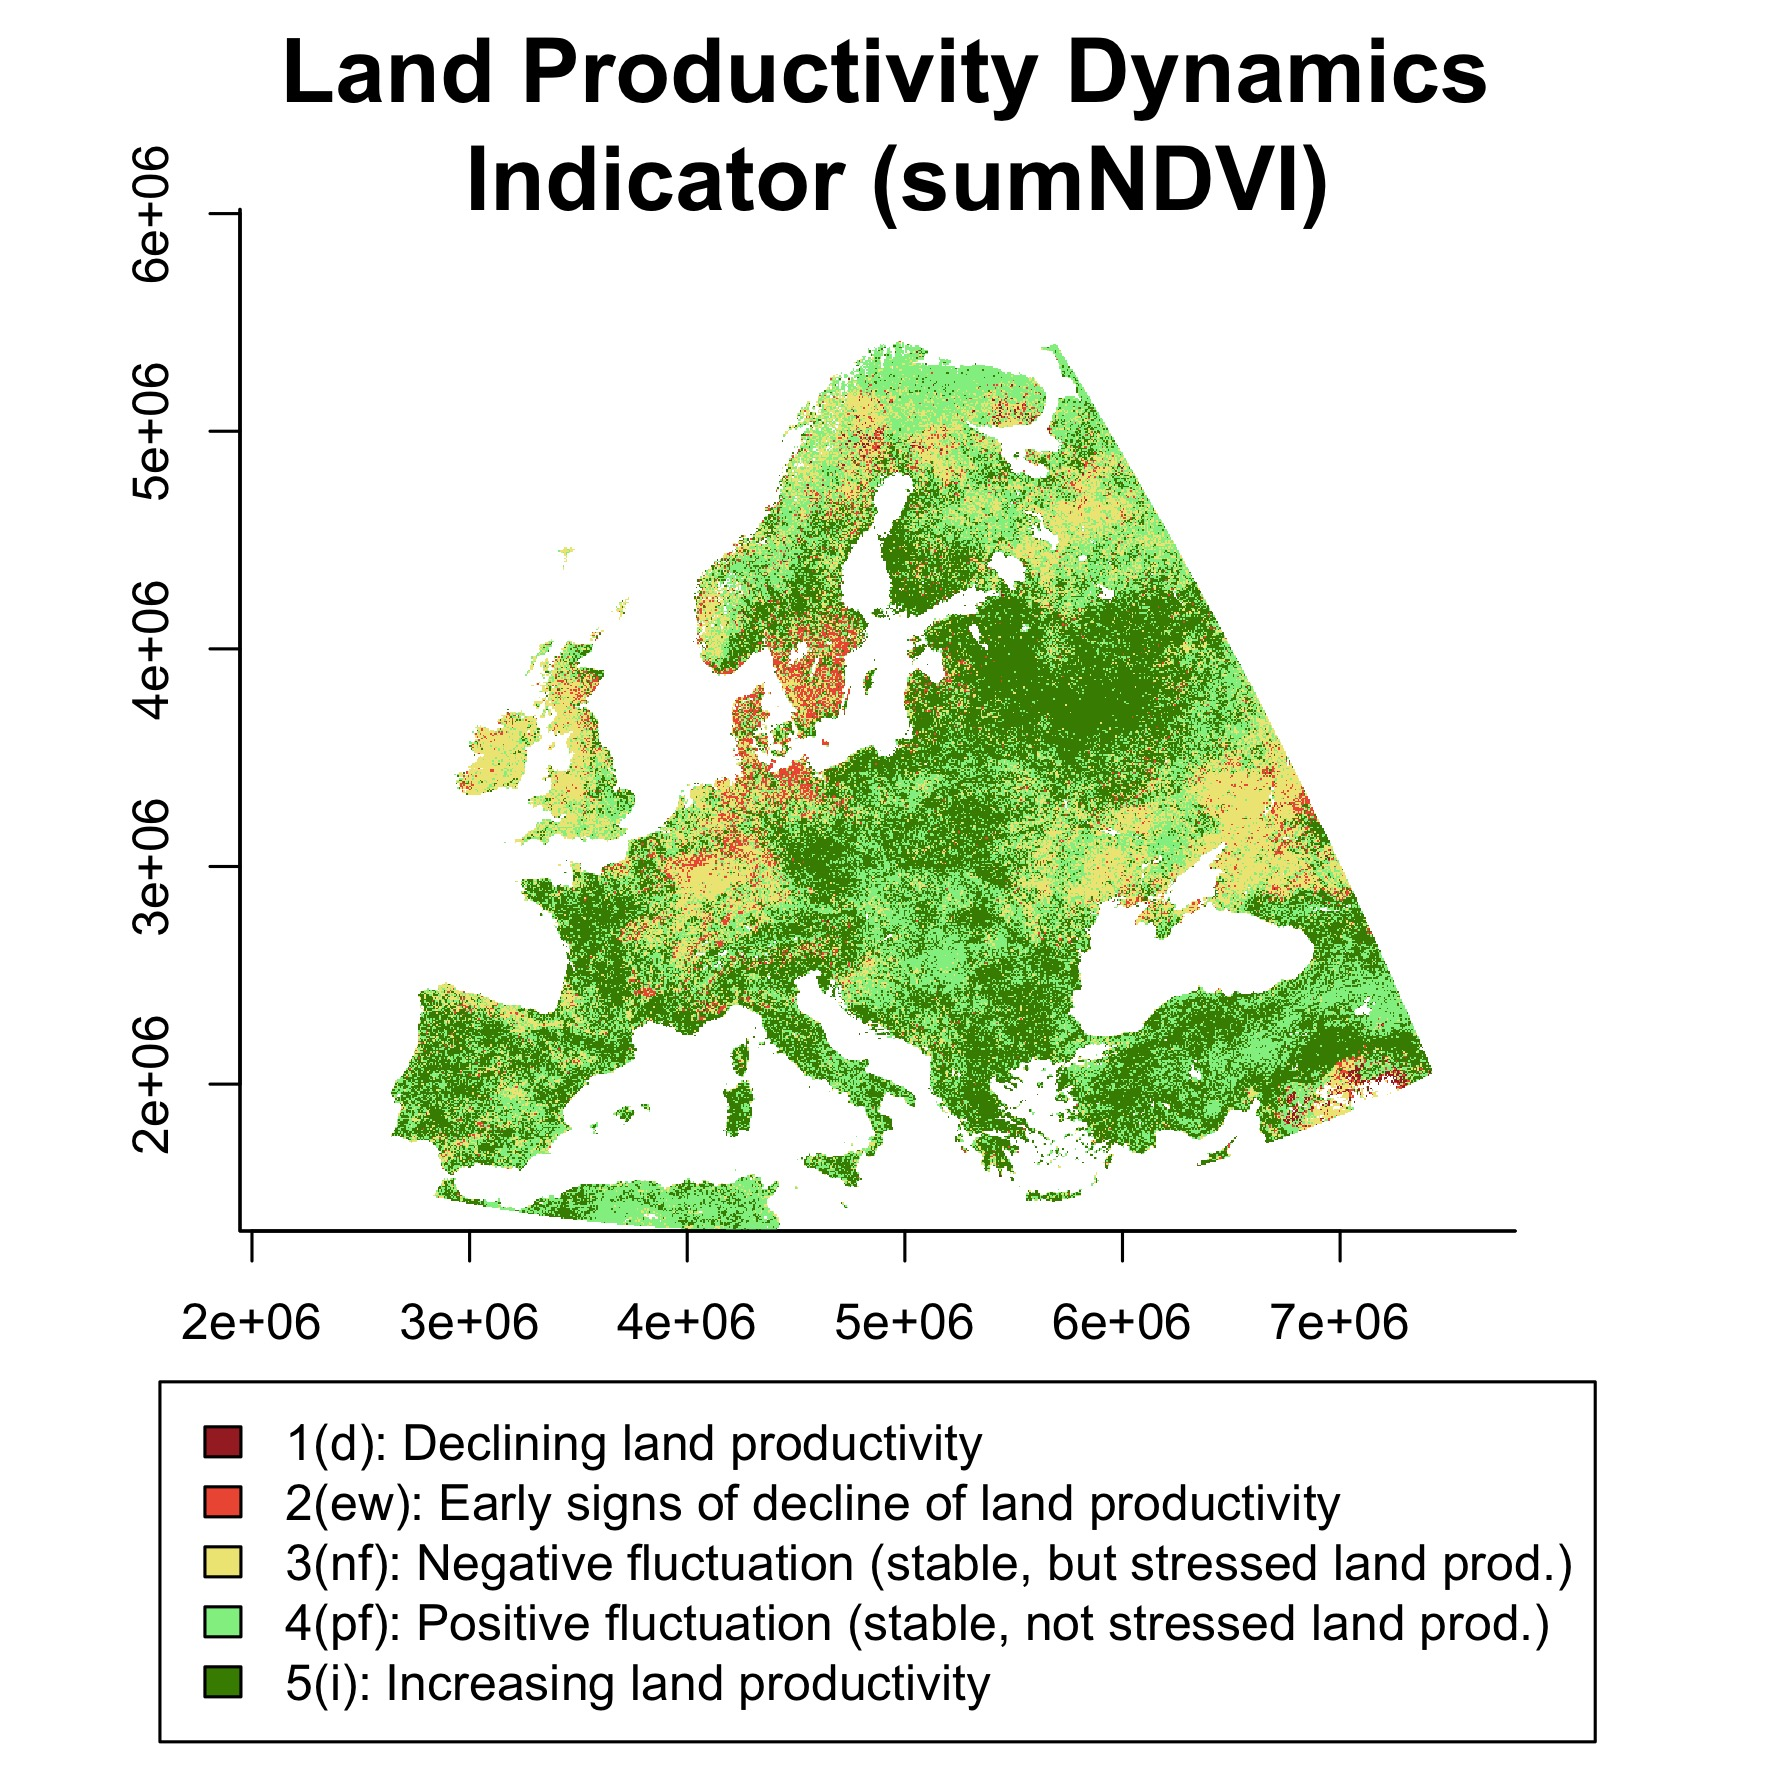 Land Productivity Dynamics
Indicator (sumNDVI)
6e+06
5e+06
4e+06
3e+06
2e+06
2e+06 3e+06 4e+06 5e+06 6e+06 7e+06
1(d): Declining land productivity
2(ew): Early signs of decline of land productivity
3(nf): Negative fluctuation (stable, but stressed land prod.)
4(pf): Positive fluctuation (stable, not stressed land prod.)
5(i): Increasing land productivity